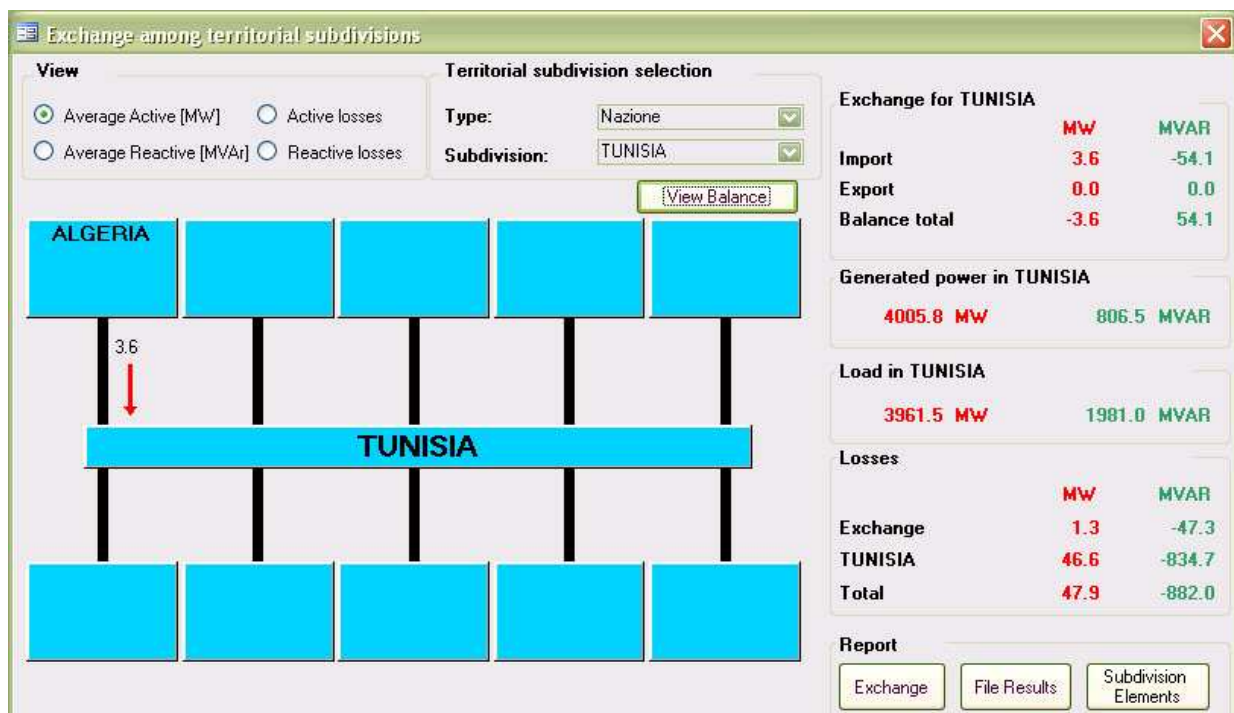 Exchange among territorial subdivisions
View
Average Active [MW] Active losses
Average Reactive [MVAr] Reactive losses
Territorial subdivision selection
Type: Nazione
Subdivision: TUNISIA
View Balance
ALGERIA
3.6
TUNISIA
Exchange for TUNISIA
MW MVAR
Import 3.6 -54.1
Export 0.0 0.0
Balance total -3.6 54.1
Generated power in TUNISIA
4005.8 MW 806.5 MVAR
Load in TUNISIA
3961.5 MW 1981.0 MVAR
Losses
MW MVAR
Exchange 1.3 -47.3
TUNISIA 46.6 -834.7
Total 47.9 -882.0
Report
Exchange
File Results
Subdivision
Elements